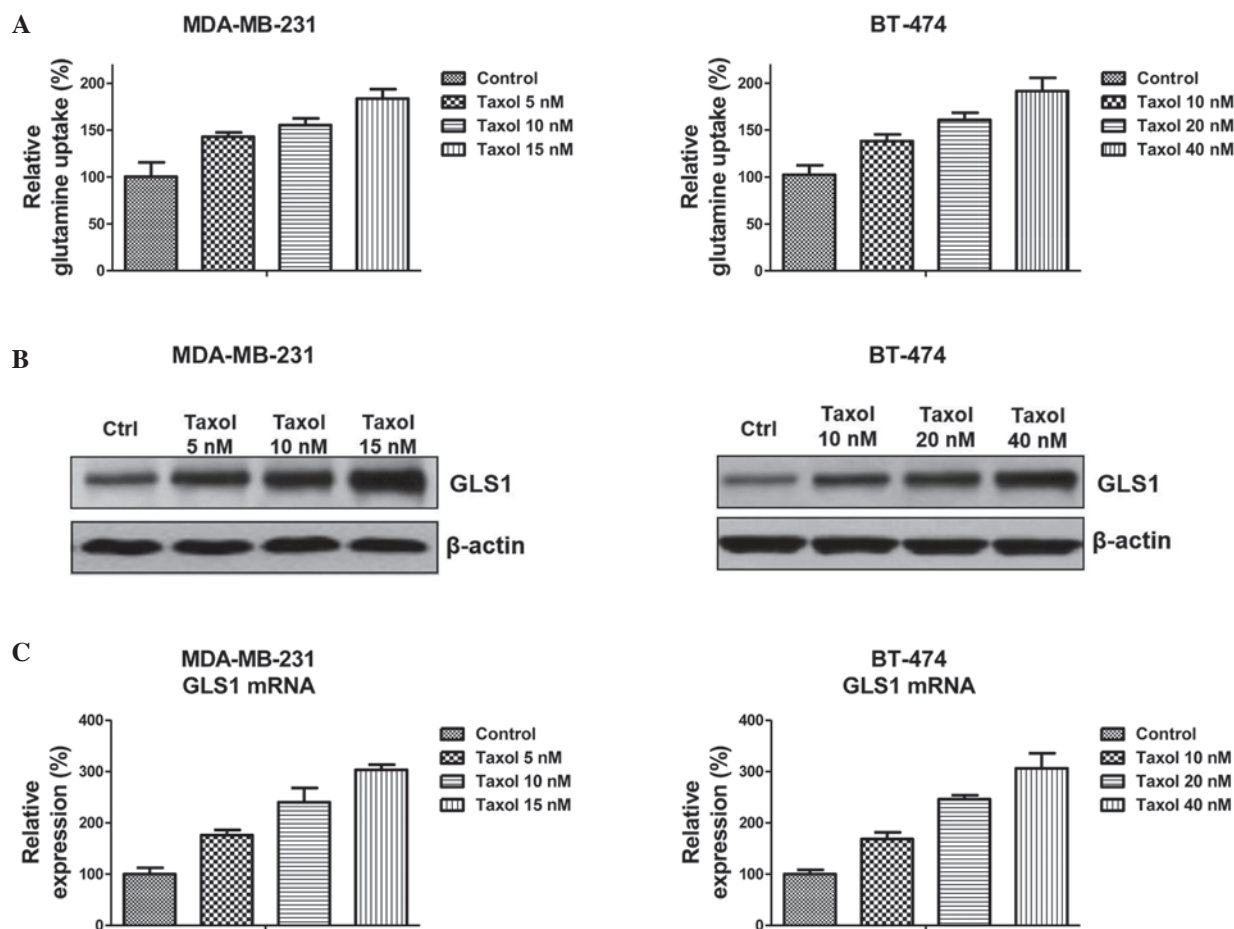 A
MDA-MB-231
Relative
glutamine uptake (%)
200
150
100
50
0
Control
Taxol 5 nM
Taxol 10 nM
Taxol 15 nM
BT-474
Relative
glutamine uptake (%)
200
150
100
50
0
Control
Taxol 10 nM
Taxol 20 nM
Taxol 40 nM
B
MDA-MB-231
Ctrl
Taxol
5 nM
Taxol
10 nM
Taxol
15 nM
GLS1
β-actin
BT-474
Ctrl
Taxol
10 nM
Taxol
20 nM
Taxol
40 nM
GLS1
β-actin
C
MDA-MB-231
GLS1 mRNA
Relative
expression (%)
400
300
200
100
0
Control
Taxol 5 nM
Taxol 10 nM
Taxol 15 nM
BT-474
GLS1 mRNA
Relative
expression (%)
400
300
200
100
0
Control
Taxol 10 nM
Taxol 20 nM
Taxol 40 nM